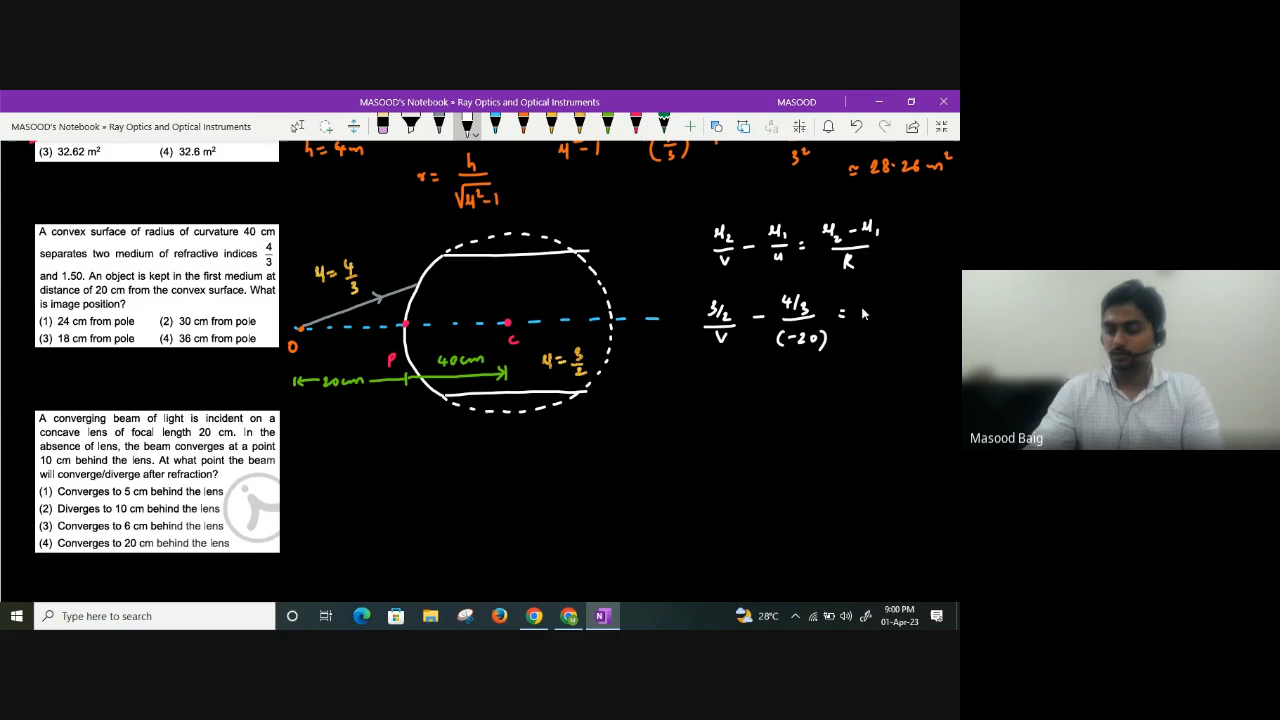 MASOOD's Notebook » Ray Optics and Optical Instruments
MASOOD
MASOOD's Notebook » Ray Optics and Optical Instruments
(3) 32.62 m² (4) 32.6 m²
h = 4m
r = h / √(μ² - 1)
3²
≈ 28.26 m²
A convex surface of radius of curvature 40 cm
separates two medium of refractive indices 4/3
and 1.50. An object is kept in the first medium at
distance of 20 cm from the convex surface. What
is image position?
(1) 24 cm from pole (2) 30 cm from pole
(3) 18 cm from pole (4) 36 cm from pole
μ = 4/3
O
P
C
μ = 3/2
20cm
40cm
μ₂/v - μ₁/u = μ₂ - μ₁/R
3/2/v - 4/3/(-20) =
A converging beam of light is incident on a
concave lens of focal length 20 cm. In the
absence of lens, the beam converges at a point
10 cm behind the lens. At what point the beam
will converge/diverge after refraction?
(1) Converges to 5 cm behind the lens
(2) Diverges to 10 cm behind the lens
(3) Converges to 6 cm behind the lens
(4) Converges to 20 cm behind the lens
Masood Baig
Type here to search
28°C
9:00 PM
01-Apr-23